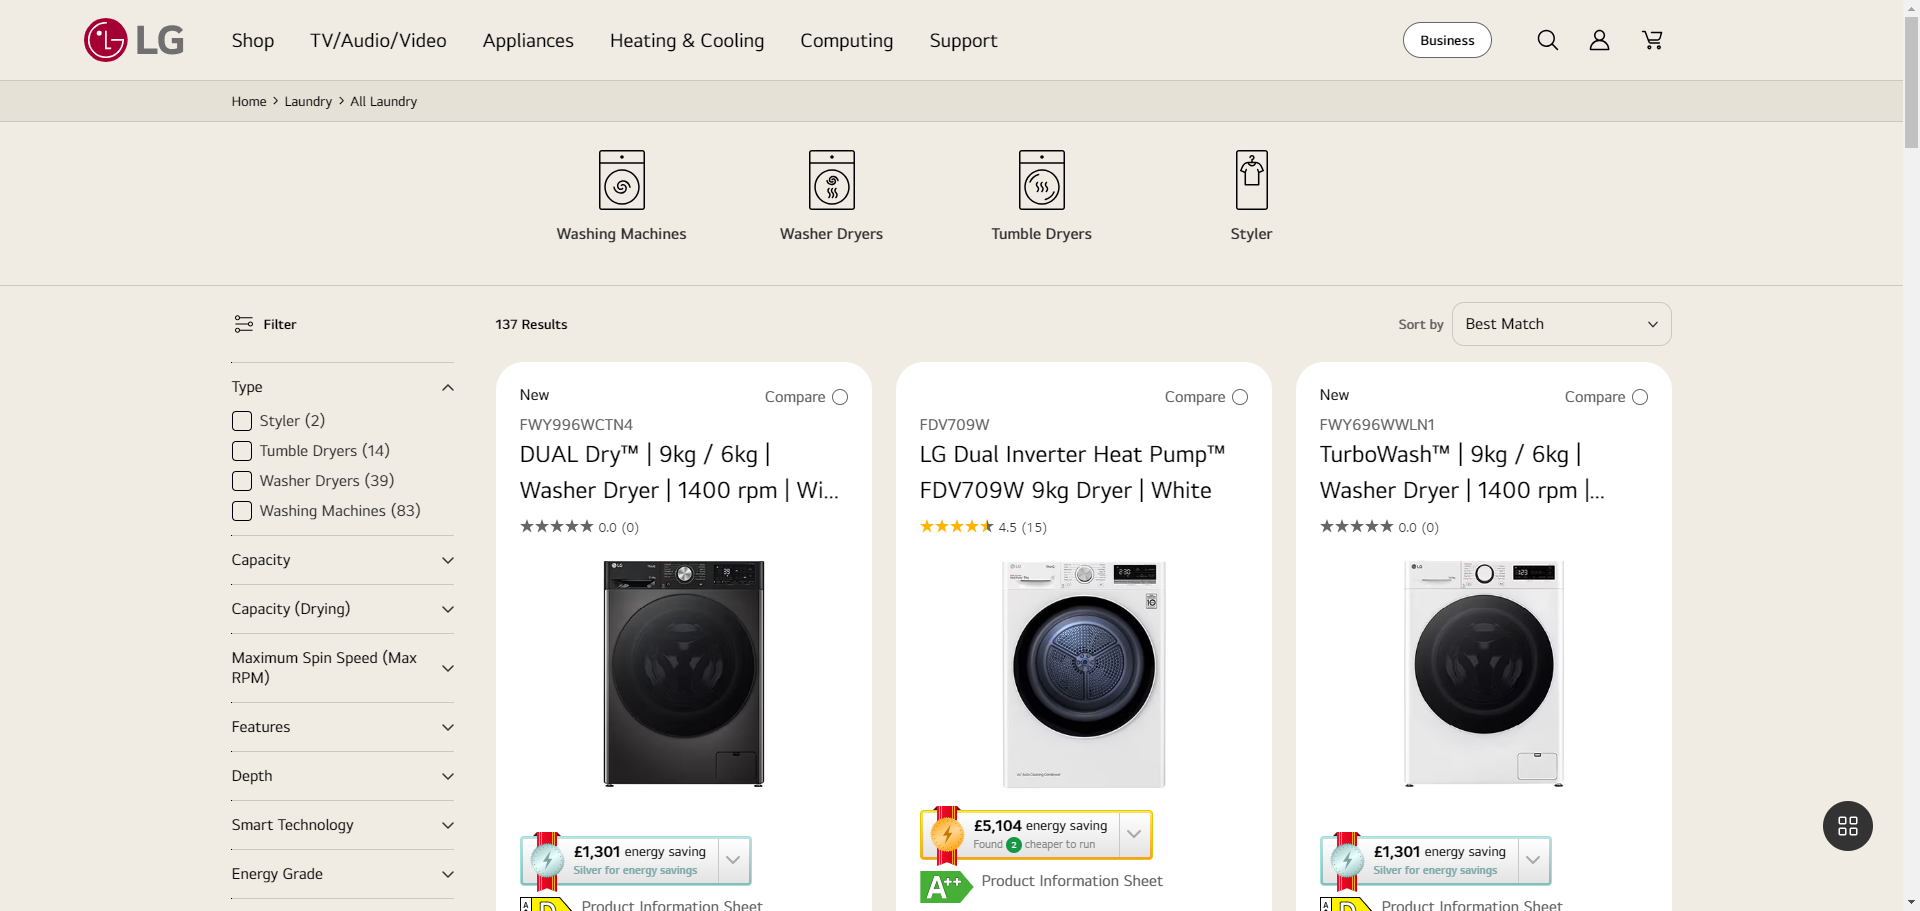 LG
Shop
TV/Audio/Video
Appliances
Heating & Cooling
Computing
Support
Business
Home > Laundry > All Laundry
Washing Machines
Washer Dryers
Tumble Dryers
Styler
Filter
137 Results
Sort by
Best Match
Type
Styler (2)
Tumble Dryers (14)
Washer Dryers (39)
Washing Machines (83)
Capacity
Capacity (Drying)
Maximum Spin Speed (Max
RPM)
Features
Depth
Smart Technology
Energy Grade
New
Compare
FWY996WCTN4
DUAL Dry™ | 9kg / 6kg |
Washer Dryer | 1400 rpm | Wi...
0.0 (0)
LG
£1,301 energy saving
Silver for energy savings
A
D
Product Information Sheet
Compare
FDV709W
LG Dual Inverter Heat Pump™
FDV709W 9kg Dryer | White
4.5 (15)
LG
£5,104 energy saving
Found 2 cheaper to run
A++
Product Information Sheet
New
Compare
FWY696WWLN1
TurboWash™ | 9kg / 6kg |
Washer Dryer | 1400 rpm |...
0.0 (0)
LG
£1,301 energy saving
Silver for energy savings
A
D
Product Information Sheet